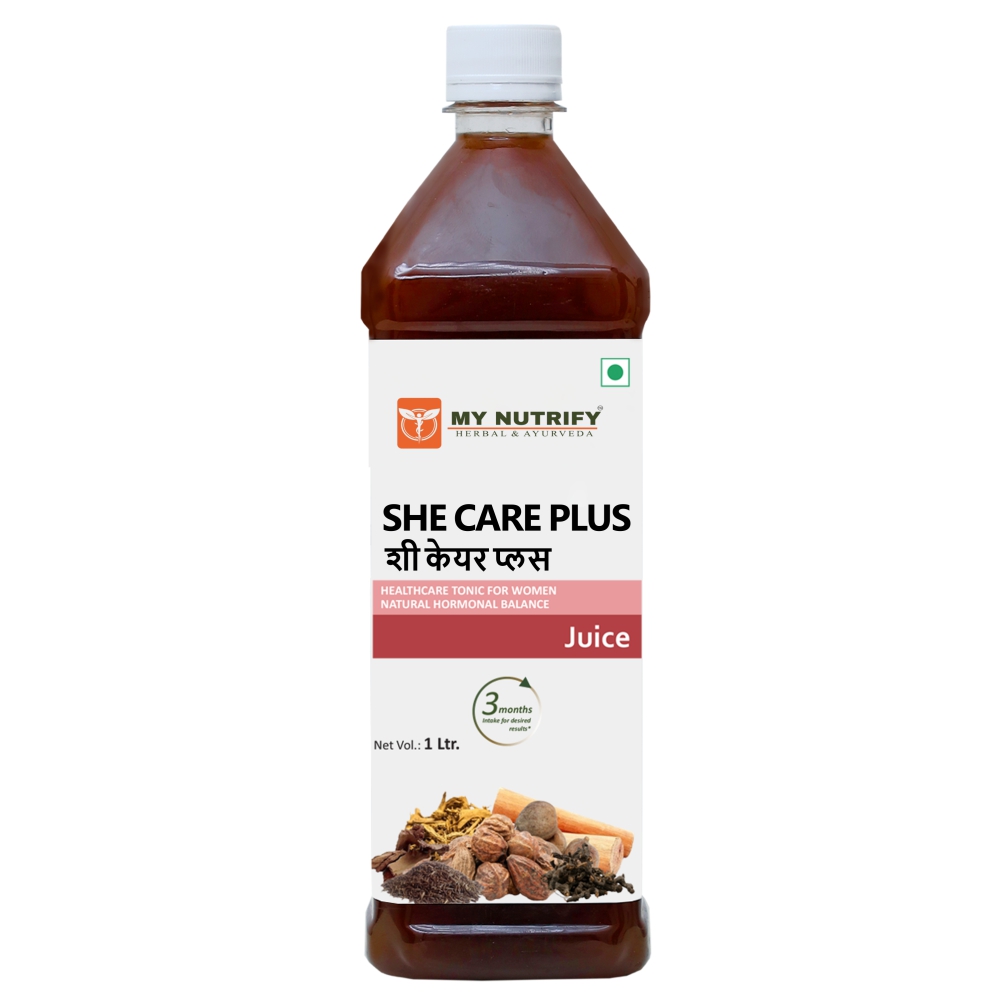 MY NUTRIFY
HERBAL & AYURVEDA
SHE CARE PLUS
शी केयर प्लस
HEALTHCARE TONIC FOR WOMEN
NATURAL HORMONAL BALANCE
Juice
3 months
Intake for desired
results*
Net Vol.: 1 Ltr.